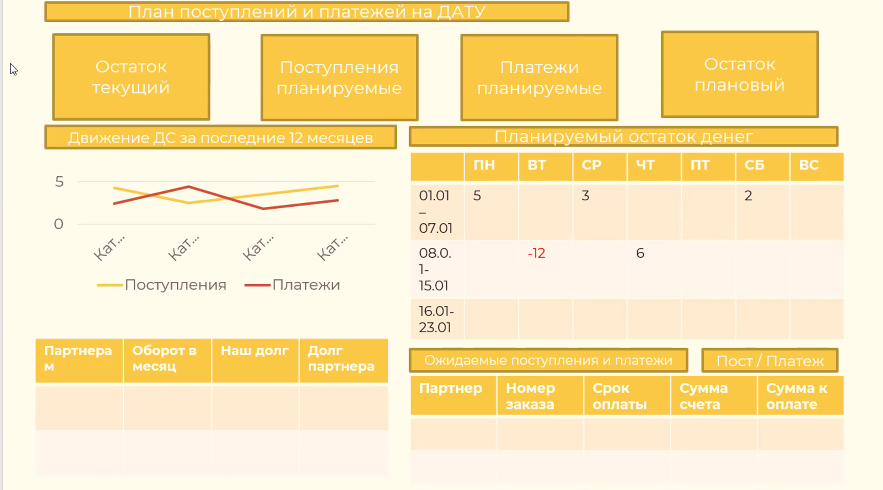 План поступлений и платежей на ДАТУ
Остаток
текущий
Поступления
планируемые
Платежи
планируемые
Остаток
плановый
Движение ДС за последние 12 месяцев
5
0
Кат...
Кат...
Кат...
Кат...
Поступления
Платежи
Планируемый остаток денег
ПН ВТ СР ЧТ ПТ СБ ВС
01.01
–
07.01
5 3 2
08.0.
1-
15.01
-12 6
16.01-
23.01
Партнера
м
Оборот в
месяц
Наш долг
Долг
партнера
Ожидаемые поступления и платежи
Пост / Платеж
Партнер
Номер
заказа
Срок
оплаты
Сумма
счета
Сумма к
оплате